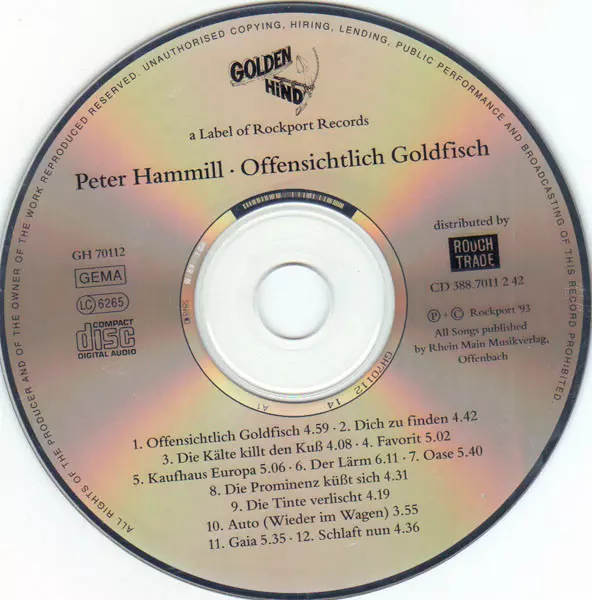 ALL RIGHTS OF THE PRODUCER AND OF THE OWNER OF THE WORK REPRODUCED RESERVED. UNAUTHORISED COPYING, HIRING, LENDING, PUBLIC PERFORMANCE AND BROADCASTING OF THIS RECORD PROHIBITED.
GOLDEN
HiND
a Label of Rockport Records
Peter Hammill · Offensichtlich Goldfisch
GH 70112
GEMA
LC 6265
COMPACT
disc
DIGITAL AUDIO
distributed by
ROUGH
TRADE
CD 388.7011 2 42
P + C Rockport '93
All Songs published
by Rhein Main Musikverlag,
Offenbach
GH70112 14 A1
1. Offensichtlich Goldfisch 4.59 · 2. Dich zu finden 4.42
3. Die Kälte killt den Kuß 4.08 · 4. Favorit 5.02
5. Kaufhaus Europa 5.06 · 6. Der Lärm 6.11 · 7. Oase 5.40
8. Die Prominenz küßt sich 4.31
9. Die Tinte verlischt 4.19
10. Auto (Wieder im Wagen) 3.55
11. Gaia 5.35 · 12. Schlaft nun 4.36